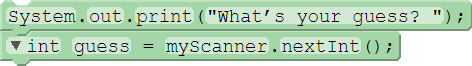 System.out.print("What’s your guess? ");
int guess = myScanner.nextInt();